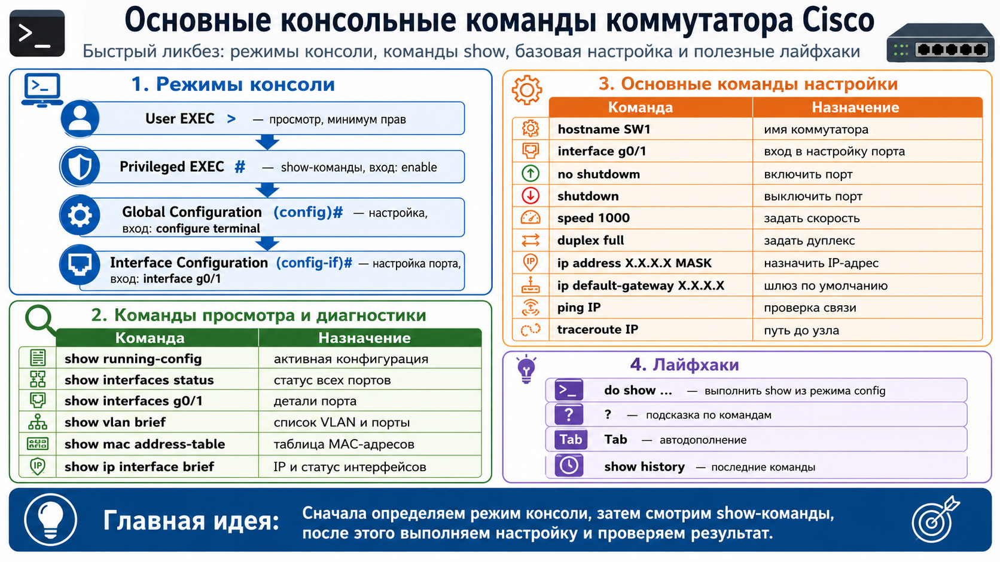 >_
Основные консольные команды коммутатора Cisco
Быстрый ликбез: режимы консоли, команды show, базовая настройка и полезные лайфхаки
>_
1. Режимы консоли
User EXEC > — просмотр, минимум прав
Privileged EXEC # — show-команды, вход: enable
Global Configuration (config)# — настройка,
вход: configure terminal
Interface Configuration (config-if)# — настройка порта,
вход: interface g0/1
2. Команды просмотра и диагностики
Команда Назначение
show running-config активная конфигурация
show interfaces status статус всех портов
show interfaces g0/1 детали порта
show vlan brief список VLAN и порты
show mac address-table таблица MAC-адресов
IP show ip interface brief IP и статус интерфейсов
3. Основные команды настройки
Команда Назначение
hostname SW1 имя коммутатора
interface g0/1 вход в настройку порта
no shutdowm включить порт
shutdown выключить порт
speed 1000 задать скорость
duplex full задать дуплекс
IP ip address X.X.X.X MASK назначить IP-адрес
ip default-gateway X.X.X.X шлюз по умолчанию
ping IP проверка связи
traceroute IP путь до узла
4. Лайфхаки
>_ do show ... — выполнить show из режима config
? ? — подсказка по командам
Tab Tab — автодополнение
show history — последние команды
Главная идея:
Сначала определяем режим консоли, затем смотрим show-команды,
после этого выполняем настройку и проверяем результат.